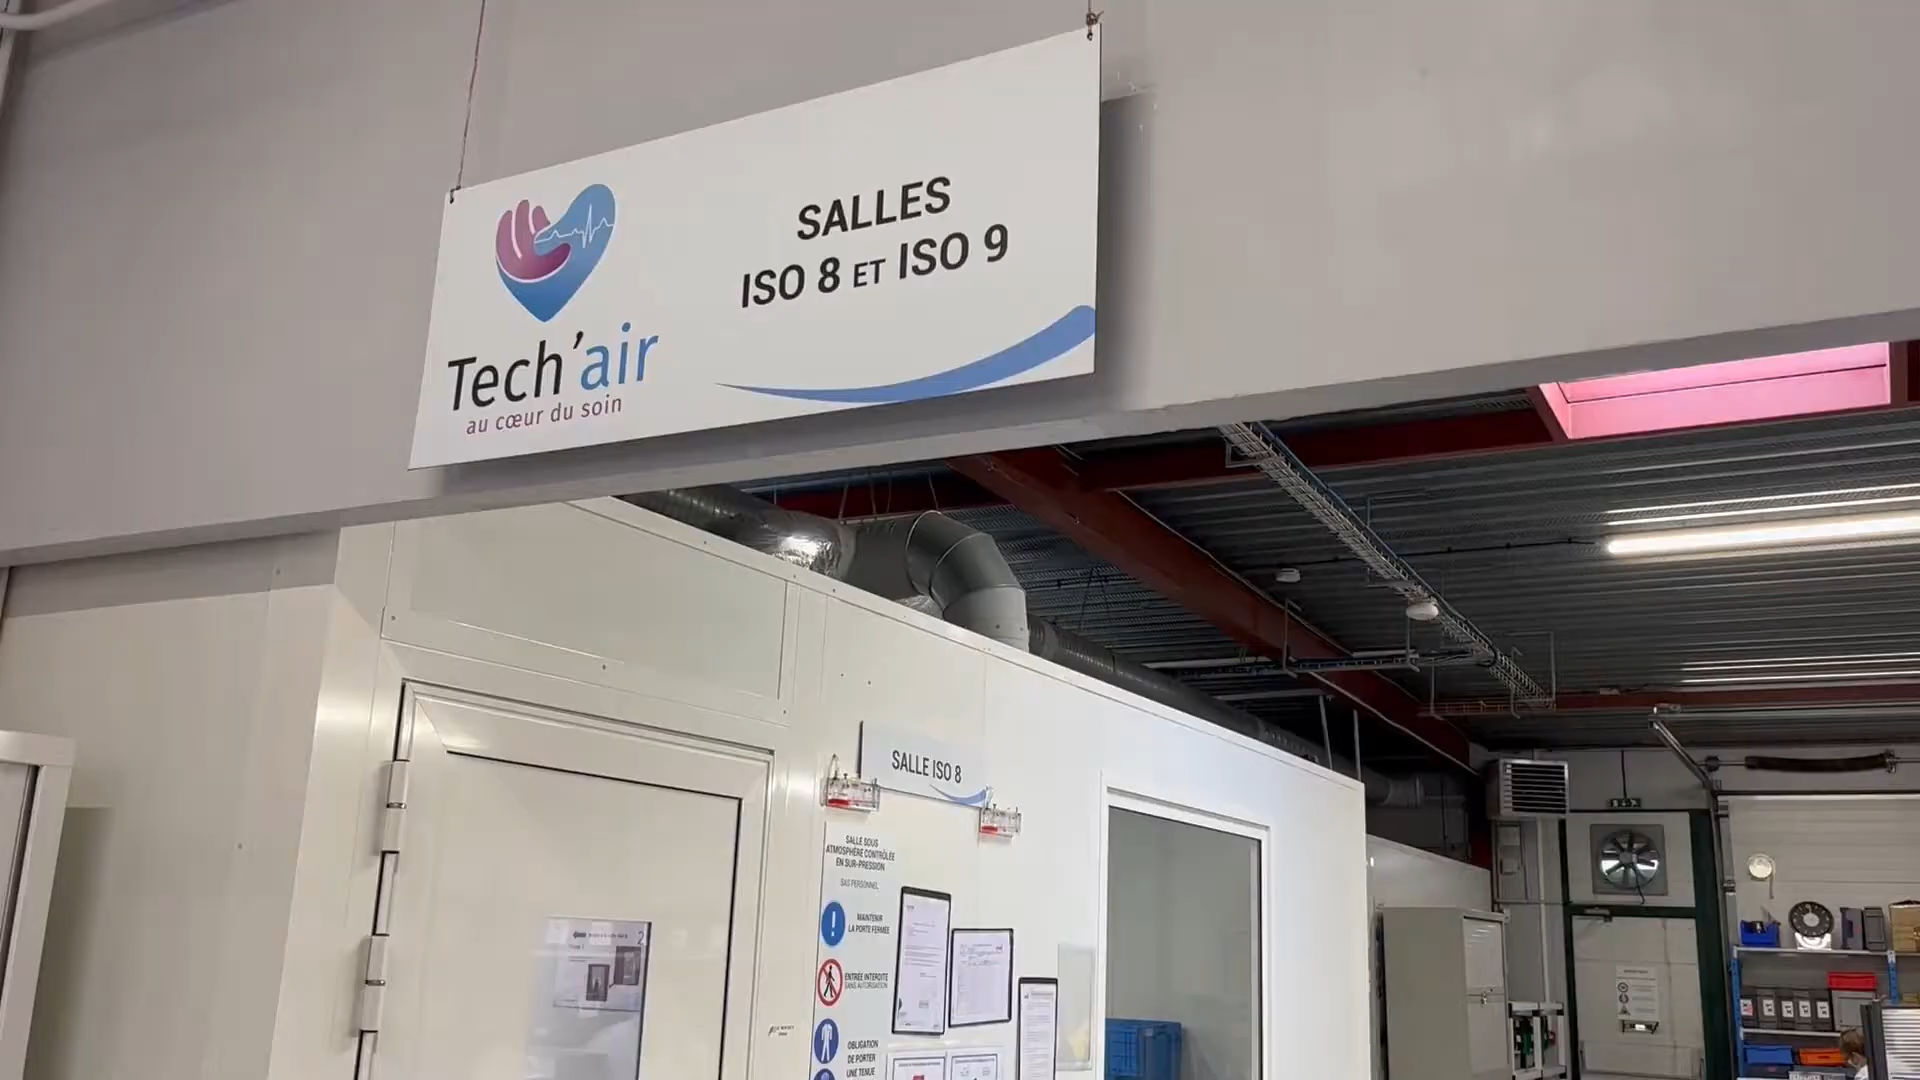 SALLES
ISO 8 ET ISO 9
Tech'air
au cœur du soin
SALLE ISO 8
SALLE SOUS
ATMOSPHÈRE CONTRÔLÉE
EN SUR-PRESSION
SAS PERSONNEL
MAINTENIR
LA PORTE FERMÉE
ENTRÉE INTERDITE
SANS AUTORISATION
OBLIGATION
DE PORTER
UNE TENUE
2